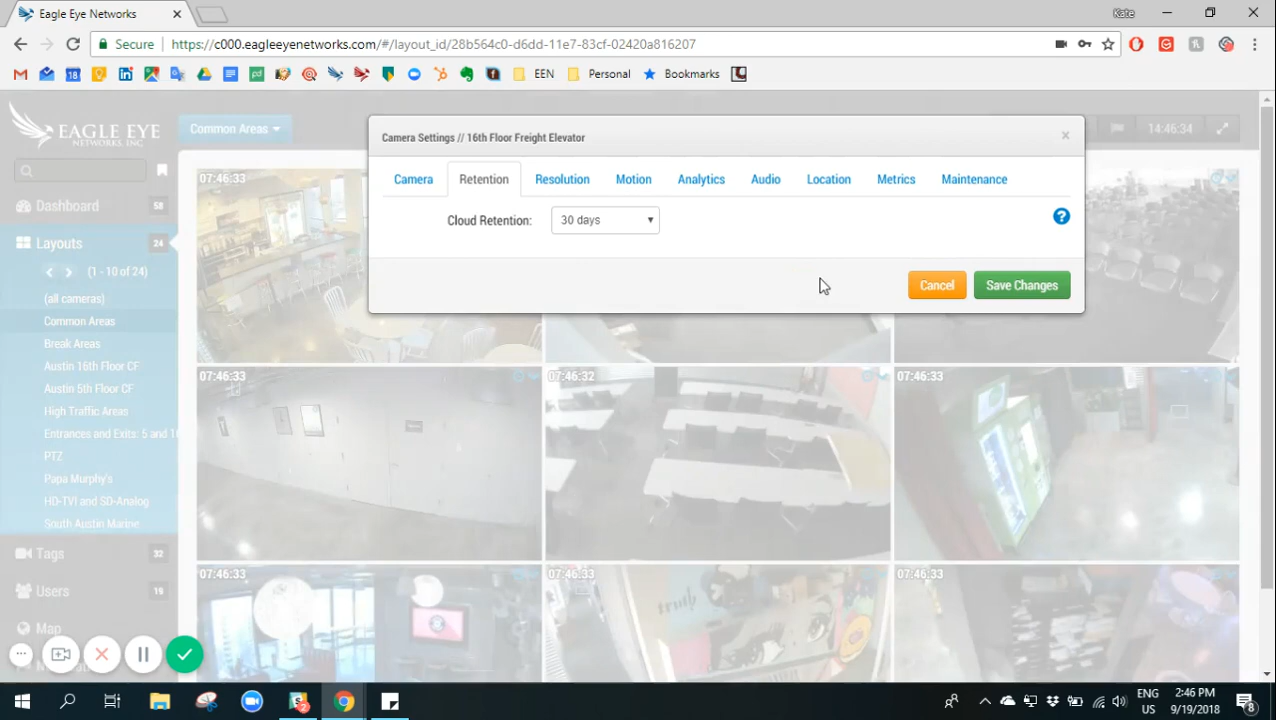 Eagle Eye Networks
Kate
Secure
https://c000.eagleeyenetworks.com/#/layout_id/28b564c0-d6dd-11e7-83cf-02420a816207
EEN
Personal
Bookmarks
EAGLE EYE
NETWORKS, INC
Common Areas
14:46:34
Camera Settings // 16th Floor Freight Elevator
Camera Retention Resolution Motion Analytics Audio Location Metrics Maintenance
Cloud Retention: 30 days
Cancel
Save Changes
Dashboard 58
Layouts 24
(1 - 10 of 24)
(all cameras)
Common Areas
Break Areas
Austin 16th Floor CF
Austin 5th Floor CF
High Traffic Areas
Entrances and Exits: 5 and 1
PTZ
Papa Murphy's
HD-TVI and SD-Analog
South Austin Marine
Tags 32
Users
Map
07:46:33
07:46:33
07:46:32
07:46:33
07:46:33
07:46:33
07:46:33
ENG
US
2:46 PM
9/19/2018
8